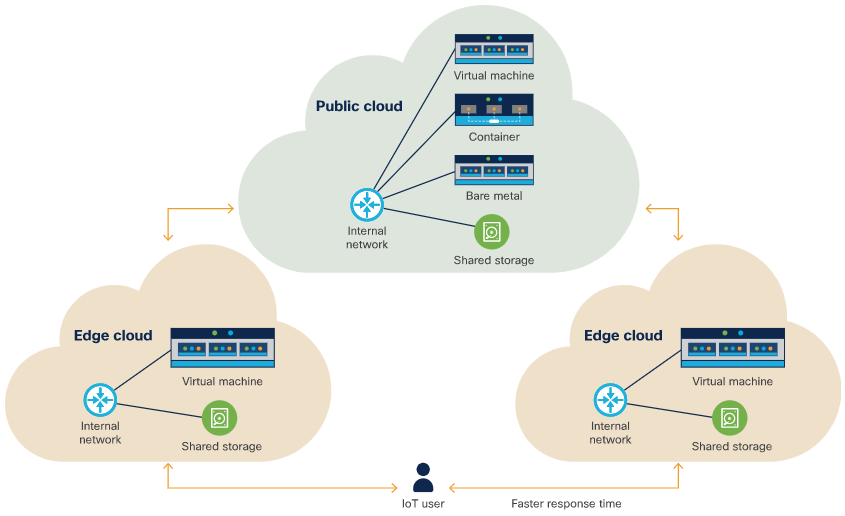 Virtual machine
Public cloud
Container
Bare metal
Internal
network
Shared storage
Edge cloud
Virtual machine
Internal
network
Shared storage
Edge cloud
Virtual machine
Internal
network
Shared storage
IoT user
Faster response time